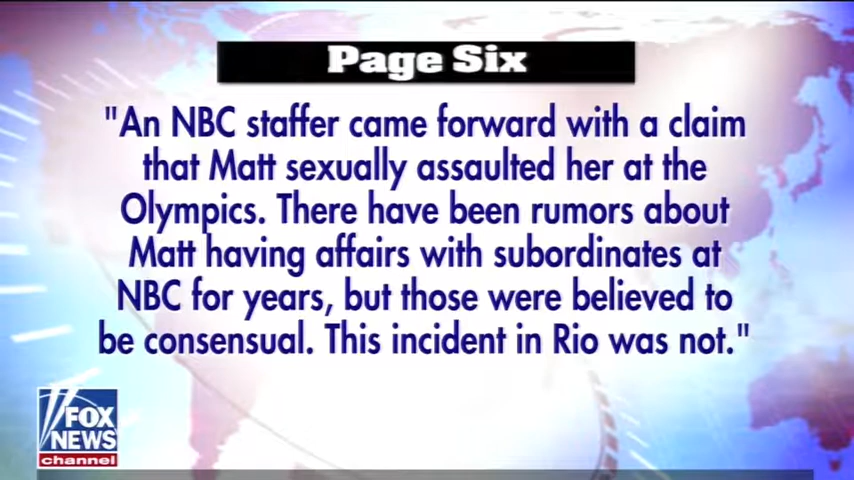 Page Six
"An NBC staffer came forward with a claim
that Matt sexually assaulted her at the
Olympics. There have been rumors about
Matt having affairs with subordinates at
NBC for years, but those were believed to
be consensual. This incident in Rio was not."
FOX
NEWS
channel